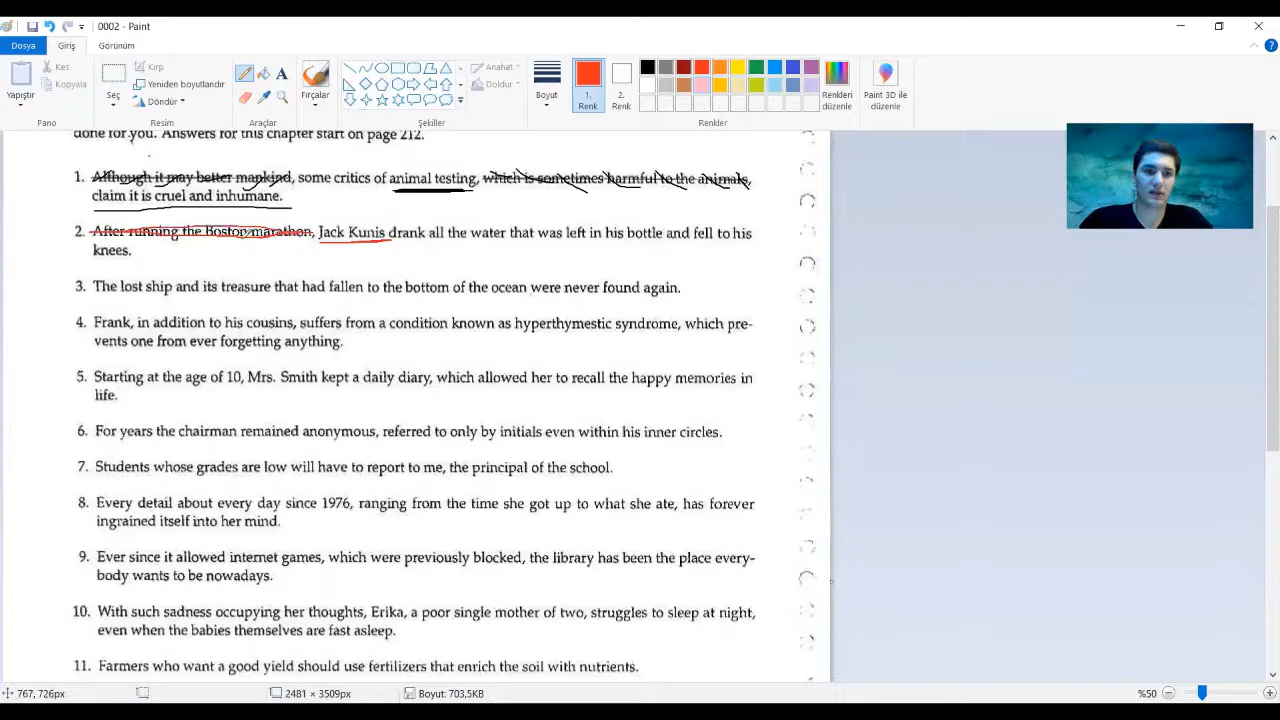 0002 - Paint
Dosya Giriş Görünüm
Yapıştır
Kes
Kopyala
Pano
Seç
Kırp
Yeniden boyutlandır
Döndür
Resim
A
Araçlar
Fırçalar
Anahat
Doldur
Şekiller
Boyut
1. Renk
2. Renk
Renkleri düzenle
Paint 3D ile düzenle
Renkler
done for you. Answers for this chapter start on page 212.
1. Although it may better mankind, some critics of animal testing, which is sometimes harmful to the animals,
claim it is cruel and inhumane.
2. After running the Boston marathon, Jack Kunis drank all the water that was left in his bottle and fell to his
knees.
3. The lost ship and its treasure that had fallen to the bottom of the ocean were never found again.
4. Frank, in addition to his cousins, suffers from a condition known as hyperthymestic syndrome, which pre-
vents one from ever forgetting anything.
5. Starting at the age of 10, Mrs. Smith kept a daily diary, which allowed her to recall the happy memories in
life.
6. For years the chairman remained anonymous, referred to only by initials even within his inner circles.
7. Students whose grades are low will have to report to me, the principal of the school.
8. Every detail about every day since 1976, ranging from the time she got up to what she ate, has forever
ingrained itself into her mind.
9. Ever since it allowed internet games, which were previously blocked, the library has been the place every-
body wants to be nowadays.
10. With such sadness occupying her thoughts, Erika, a poor single mother of two, struggles to sleep at night,
even when the babies themselves are fast asleep.
11. Farmers who want a good yield should use fertilizers that enrich the soil with nutrients.
767, 726px 2481 × 3509px Boyut: 703,5KB %50